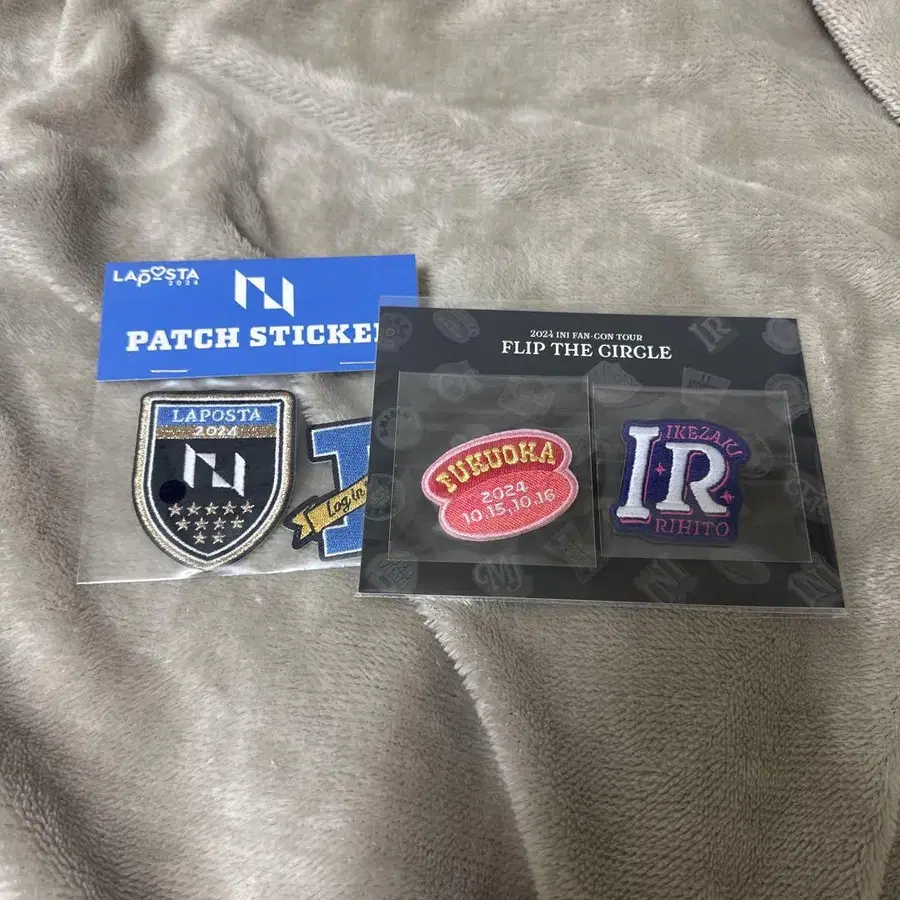 LAPOSTA
2024
PATCH STICKER
LAPOSTA
2024
Log in
2024 INI FAN-CON TOUR
FLIP THE CIRCLE
FUKUOKA
2024
10.15.,10.16
IKEZAKI
IR
RIHITO